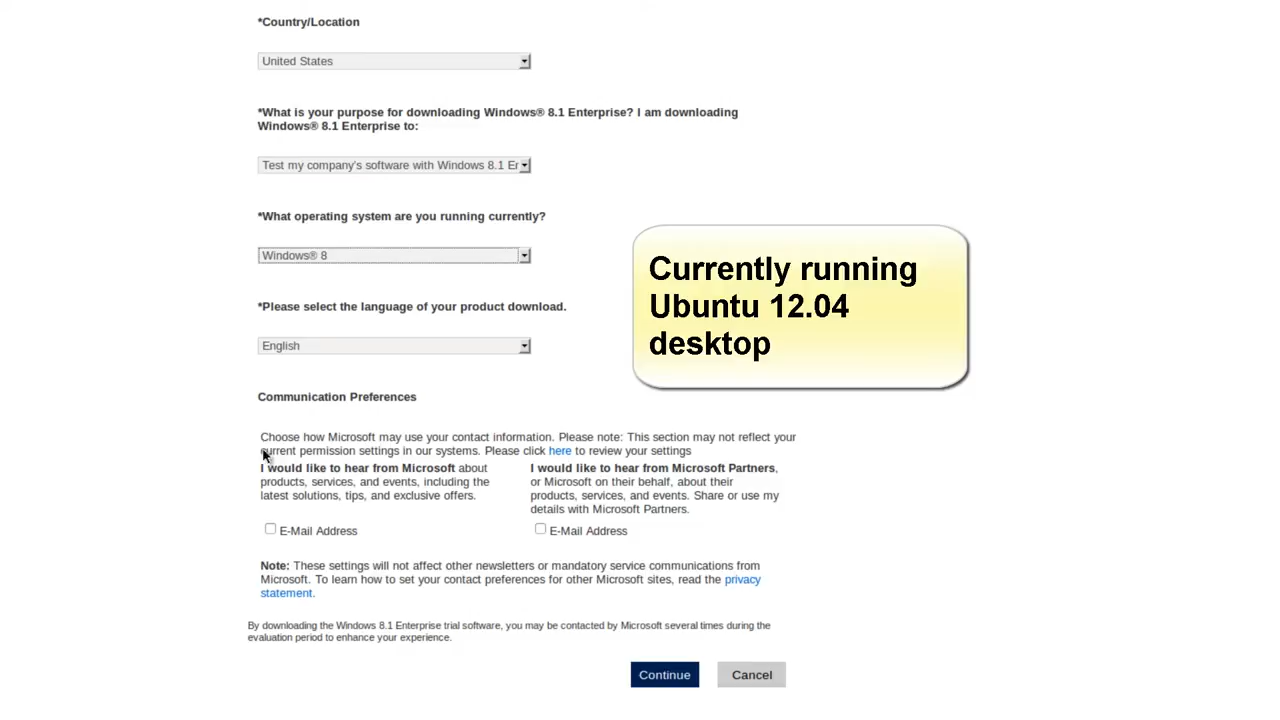 *Country/Location
United States
*What is your purpose for downloading Windows® 8.1 Enterprise? I am downloading
Windows® 8.1 Enterprise to:
Test my company's software with Windows 8.1 Er
*What operating system are you running currently?
Windows® 8
Currently running
Ubuntu 12.04
desktop
*Please select the language of your product download.
English
Communication Preferences
Choose how Microsoft may use your contact information. Please note: This section may not reflect your
current permission settings in our systems. Please click here to review your settings
I would like to hear from Microsoft about
products, services, and events, including the
latest solutions, tips, and exclusive offers.
E-Mail Address
I would like to hear from Microsoft Partners,
or Microsoft on their behalf, about their
products, services, and events. Share or use my
details with Microsoft Partners.
E-Mail Address
Note: These settings will not affect other newsletters or mandatory service communications from
Microsoft. To learn how to set your contact preferences for other Microsoft sites, read the privacy
statement.
By downloading the Windows 8.1 Enterprise trial software, you may be contacted by Microsoft several times during the
evaluation period to enhance your experience.
Continue
Cancel